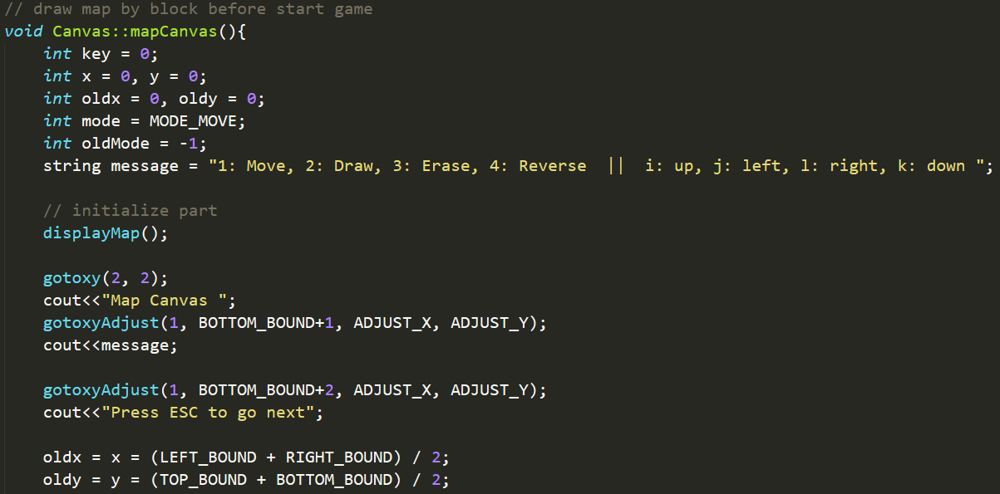 // draw map by block before start game
void Canvas::mapCanvas(){
    int key = 0;
    int x = 0, y = 0;
    int oldx = 0, oldy = 0;
    int mode = MODE_MOVE;
    int oldMode = -1;
    string message = "1: Move, 2: Draw, 3: Erase, 4: Reverse  ||  i: up, j: left, l: right, k: down ";
    // initialize part
    displayMap();
    gotoxy(2, 2);
    cout<<"Map Canvas ";
    gotoxyAdjust(1, BOTTOM_BOUND+1, ADJUST_X, ADJUST_Y);
    cout<<message;
    gotoxyAdjust(1, BOTTOM_BOUND+2, ADJUST_X, ADJUST_Y);
    cout<<"Press ESC to go next";
    oldx = x = (LEFT_BOUND + RIGHT_BOUND) / 2;
    oldy = y = (TOP_BOUND + BOTTOM_BOUND) / 2;